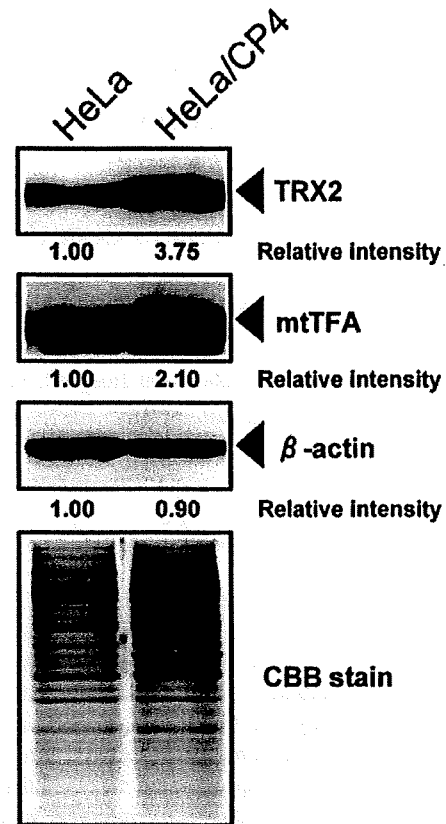 HeLa HeLa/CP4
TRX2
1.00 3.75 Relative intensity
mtTFA
1.00 2.10 Relative intensity
β-actin
1.00 0.90 Relative intensity
CBB stain